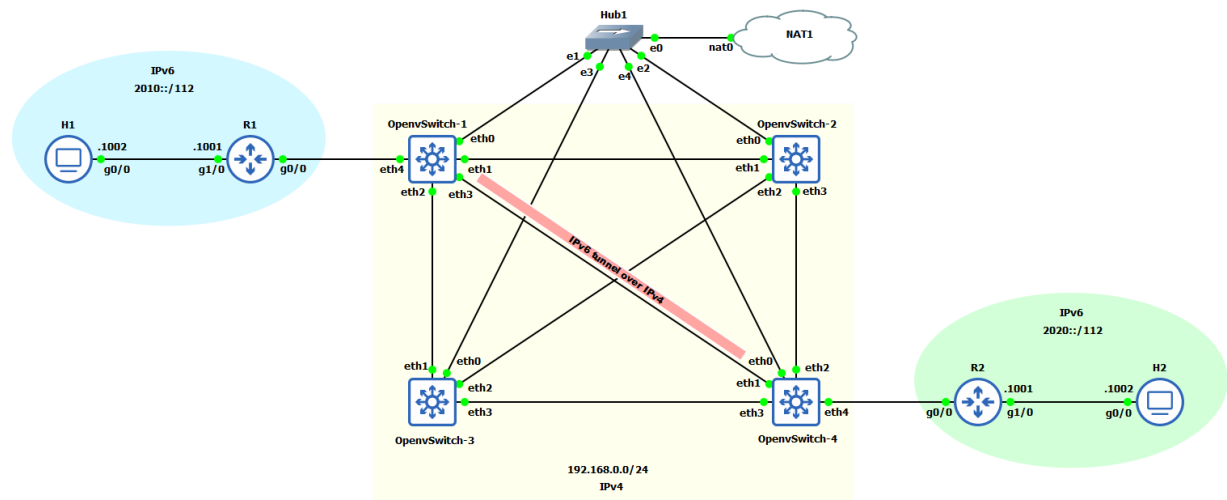 Hub1
NAT1
e0
nat0
e1
e2
e3
e4
IPv6
2010::/112
H1
R1
.1002
.1001
g0/0
g1/0
g0/0
OpenvSwitch-1
OpenvSwitch-2
eth0
eth0
eth4
eth1
eth1
eth2
eth3
eth2
eth3
IPv6 funnel over IPv4
IPv6
2020::/112
eth1
eth0
eth0
eth2
eth2
eth1
eth3
eth3
eth4
R2
H2
.1001
.1002
g0/0
g1/0
g0/0
OpenvSwitch-3
OpenvSwitch-4
192.168.0.0/24
IPv4